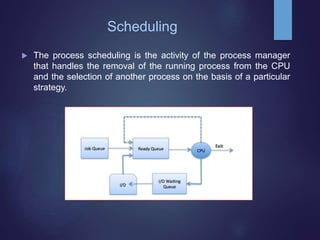 Scheduling
The process scheduling is the activity of the process manager
that handles the removal of the running process from the CPU
and the selection of another process on the basis of a particular
strategy.
Job Queue
Ready Queue
CPU
Exit
I/O
I/O Waiting
Queue